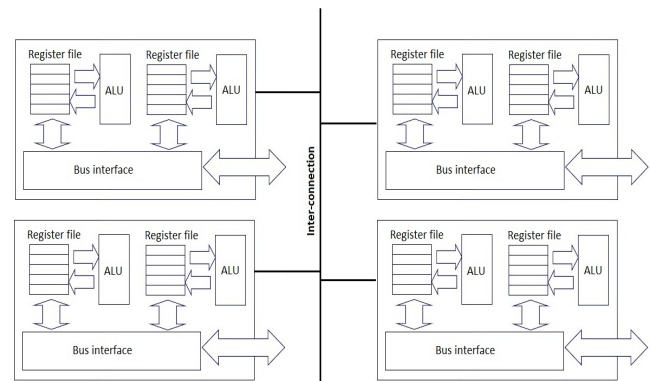 Register file
Register file
ALU
ALU
Bus interface
Register file
Register file
ALU
ALU
Bus interface
Inter-connection
Register file
Register file
ALU
ALU
Bus interface
Register file
Register file
ALU
ALU
Bus interface